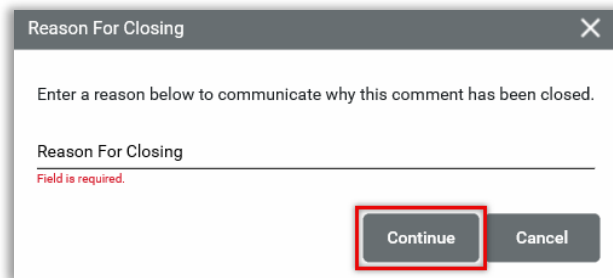 Reason For Closing
Enter a reason below to communicate why this comment has been closed.
Reason For Closing
Field is required.
Continue Cancel